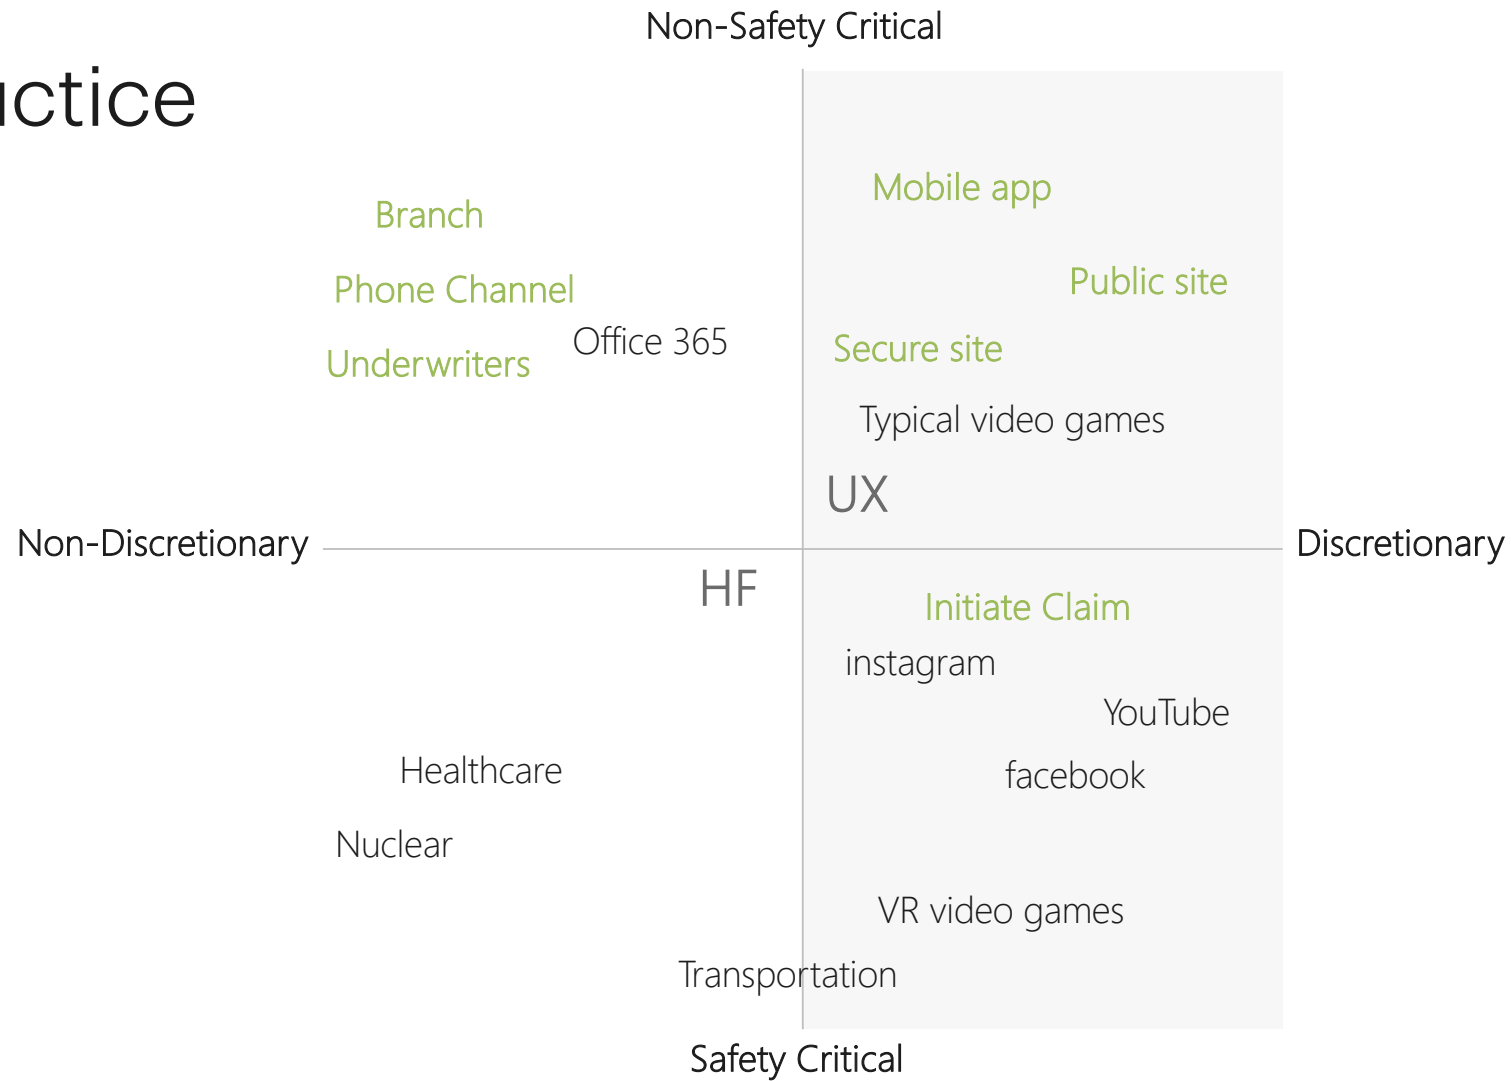 Non-Safety Critical
actice
Mobile app
Branch
Public site
Phone Channel
Office 365
Secure site
Underwriters
Typical video games
UX
Non-Discretionary
Discretionary
HF
Initiate Claim
instagram
YouTube
Healthcare
facebook
Nuclear
VR video games
Transportation
Safety Critical